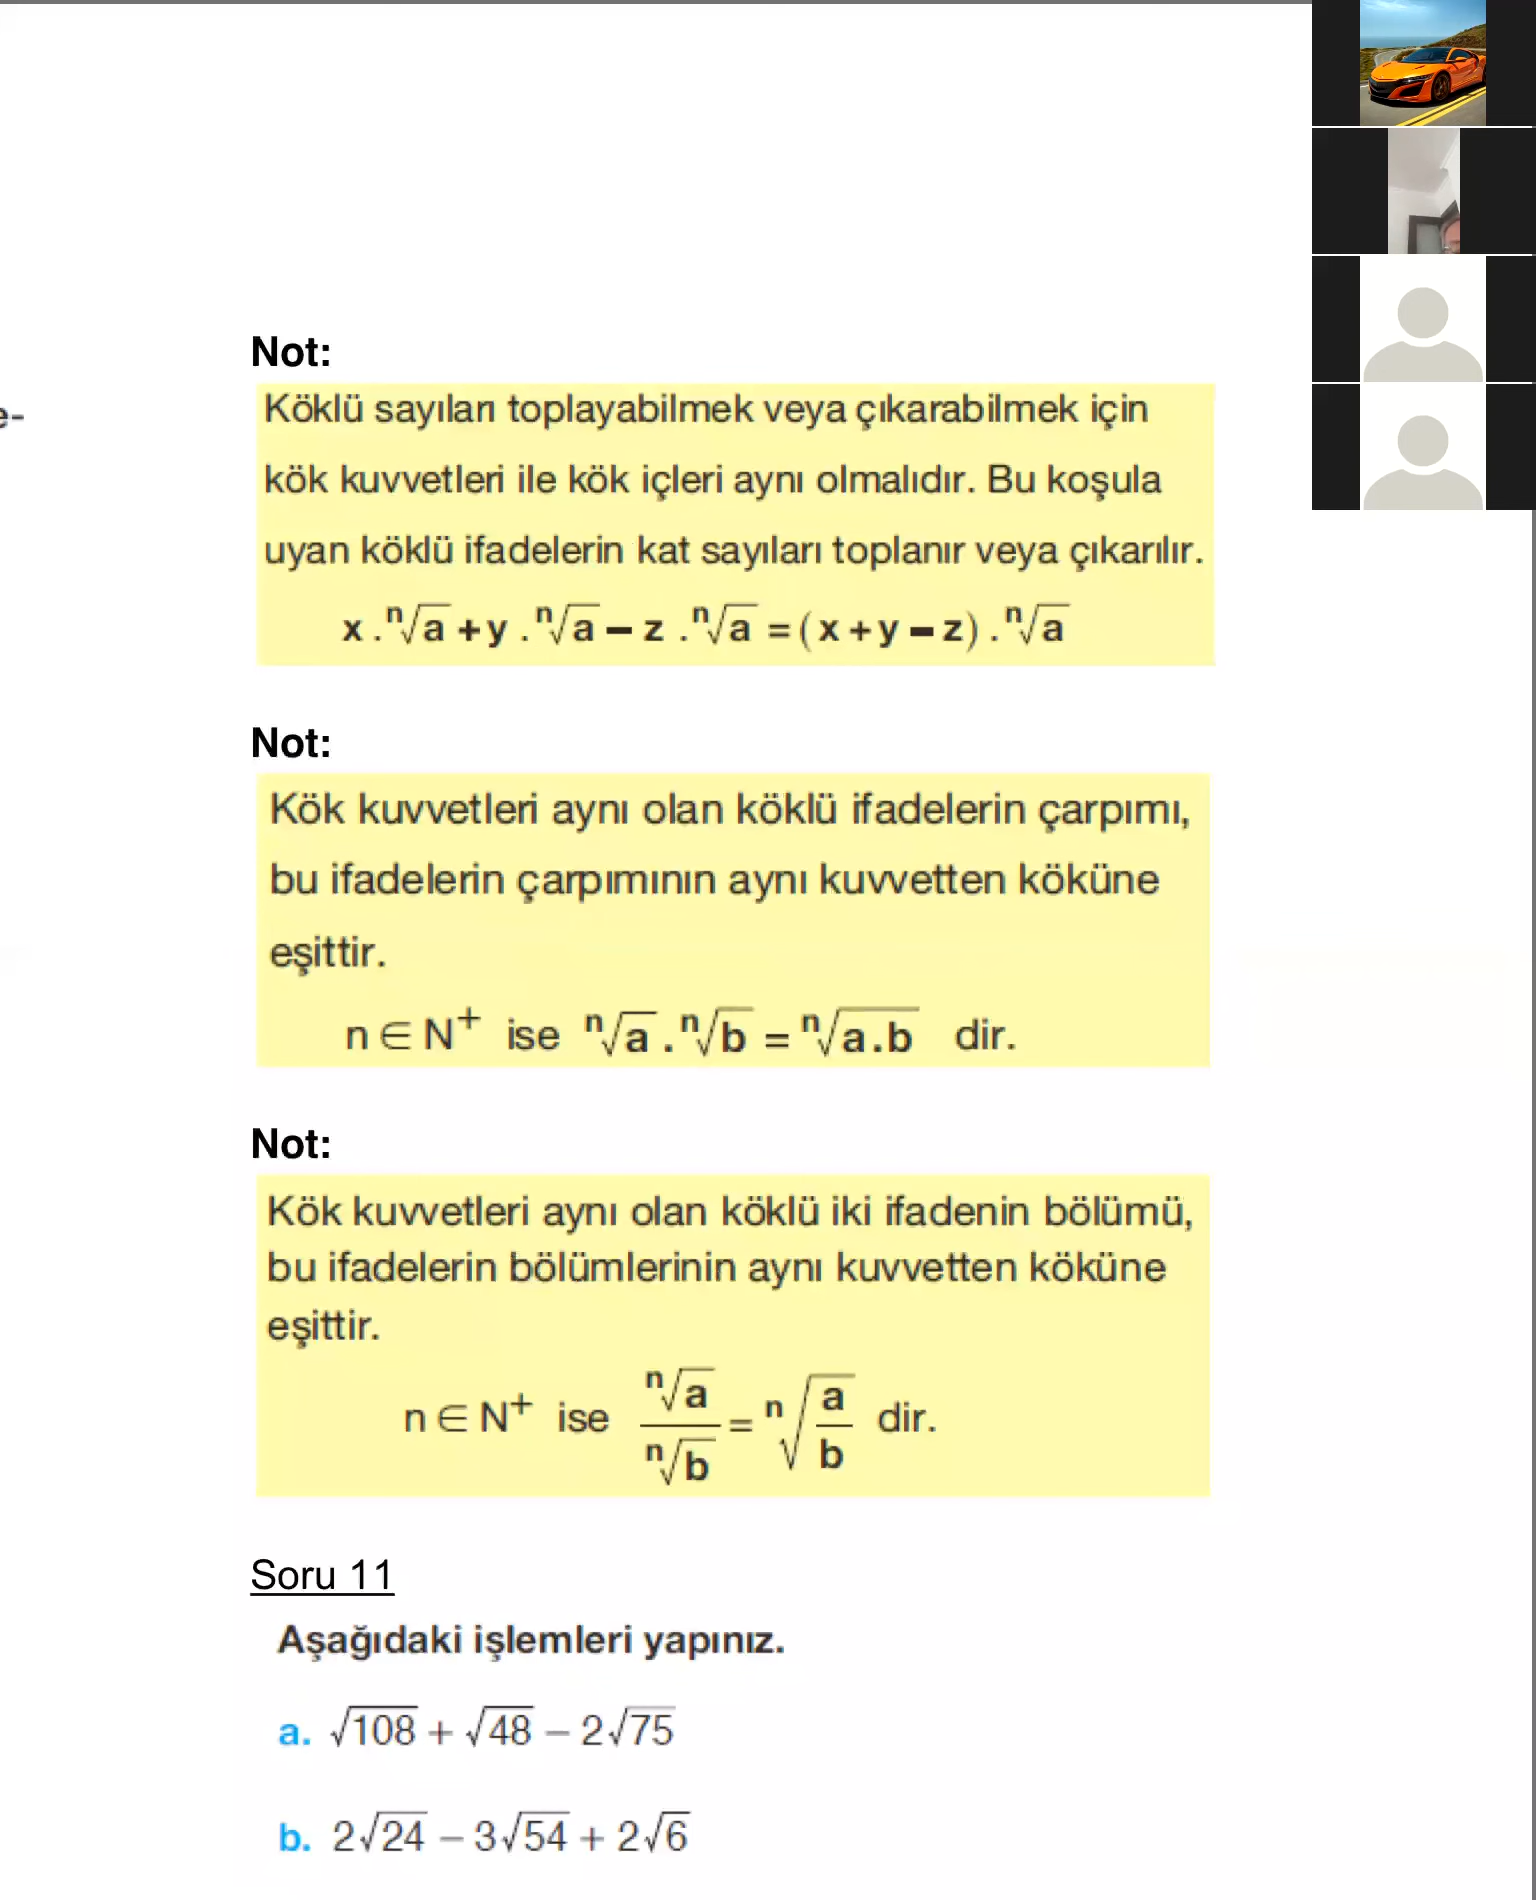 e-
Not:
Köklü sayıları toplayabilmek veya çıkarabilmek için
kök kuvvetleri ile kök içleri aynı olmalıdır. Bu koşula
uyan köklü ifadelerin kat sayıları toplanır veya çıkarılır.
x . ⁿ√a + y . ⁿ√a − z . ⁿ√a = (x + y − z) . ⁿ√a
Not:
Kök kuvvetleri aynı olan köklü ifadelerin çarpımı,
bu ifadelerin çarpımının aynı kuvvetten köküne
eşittir.
n ∈ N⁺ ise ⁿ√a . ⁿ√b = ⁿ√a.b dir.
Not:
Kök kuvvetleri aynı olan köklü iki ifadenin bölümü,
bu ifadelerin bölümlerinin aynı kuvvetten köküne
eşittir.
n ∈ N⁺ ise ⁿ√a / ⁿ√b = ⁿ√(a/b) dir.
Soru 11
Aşağıdaki işlemleri yapınız.
a. √108 + √48 − 2√75
b. 2√24 − 3√54 + 2√6